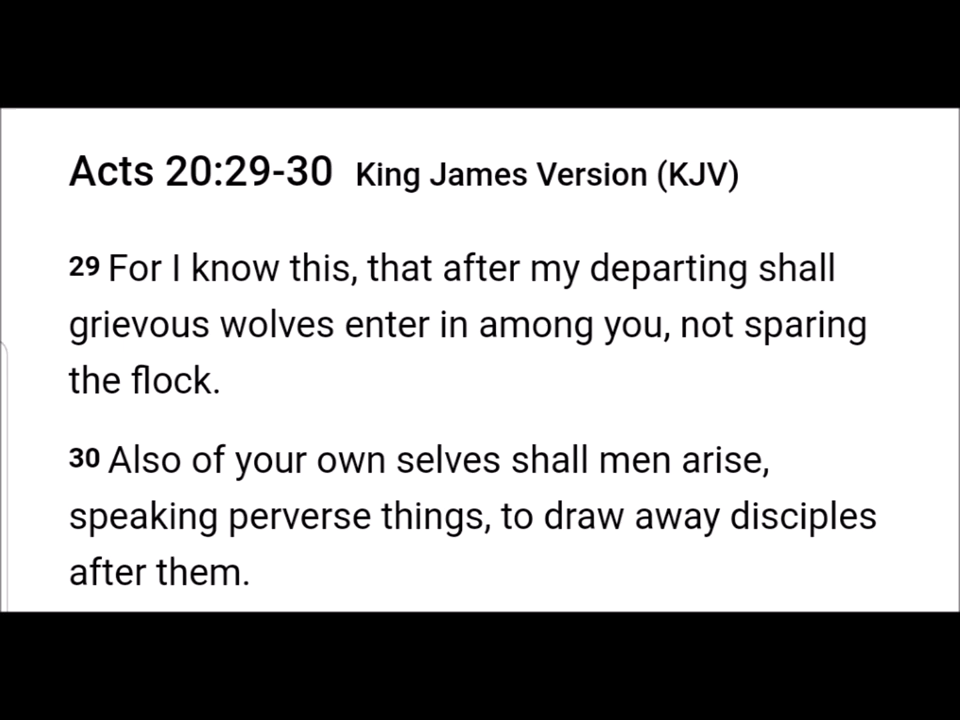 Acts 20:29-30 King James Version (KJV)
29 For I know this, that after my departing shall
grievous wolves enter in among you, not sparing
the flock.
30 Also of your own selves shall men arise,
speaking perverse things, to draw away disciples
after them.